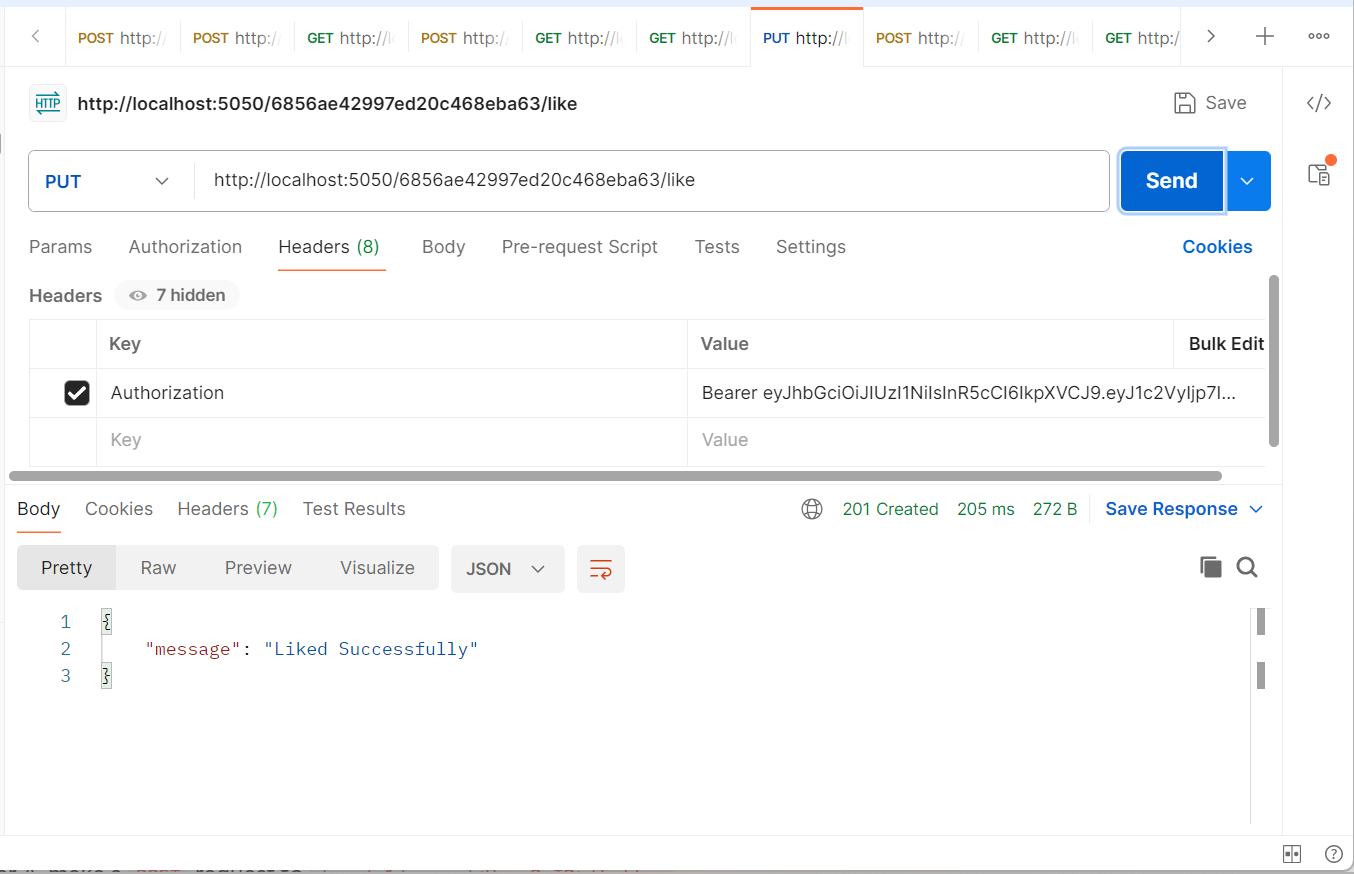 POST http:/ POST http:/ GET http:// POST http:/ GET http:// GET http:// PUT http:// POST http:/ GET http:// GET http:/
HTTP http://localhost:5050/6856ae42997ed20c468eba63/like Save </>
PUT http://localhost:5050/6856ae42997ed20c468eba63/like Send
Params Authorization Headers (8) Body Pre-request Script Tests Settings Cookies
Headers 7 hidden
Key Value Bulk Edit
Authorization Bearer eyJhbGciOiJIUzI1NiIsInR5cCI6IkpXVCJ9.eyJ1c2VyIjp7I...
Key Value
Body Cookies Headers (7) Test Results 201 Created 205 ms 272 B Save Response
Pretty Raw Preview Visualize JSON
1 {
2 "message": "Liked Successfully"
3 }